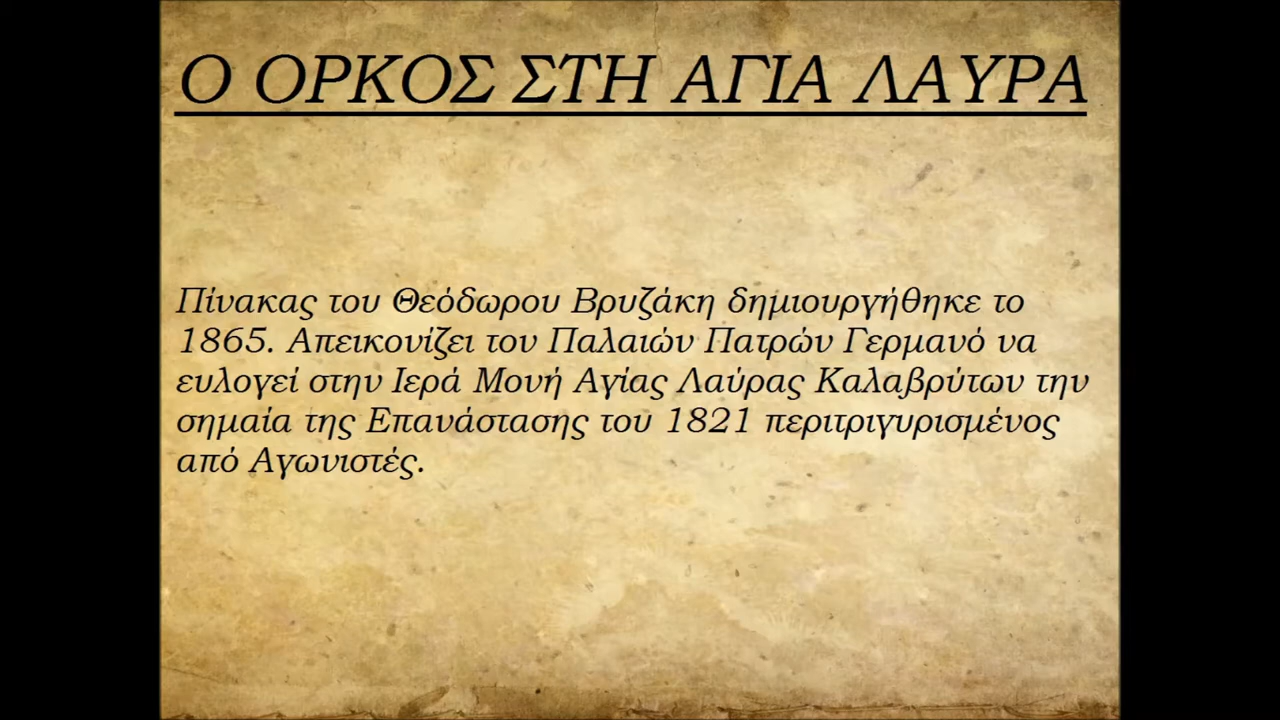 Ο ΟΡΚΟΣ ΣΤΗ ΑΓΙΑ ΛΑΥΡΑ
Πίνακας του Θεόδωρου Βρυζάκη δημιουργήθηκε το
1865. Απεικονίζει τον Παλαιών Πατρών Γερμανό να
ευλογεί στην Ιερά Μονή Αγίας Λαύρας Καλαβρύτων την
σημαία της Επανάστασης του 1821 περιτριγυρισμένος
από Αγωνιστές.